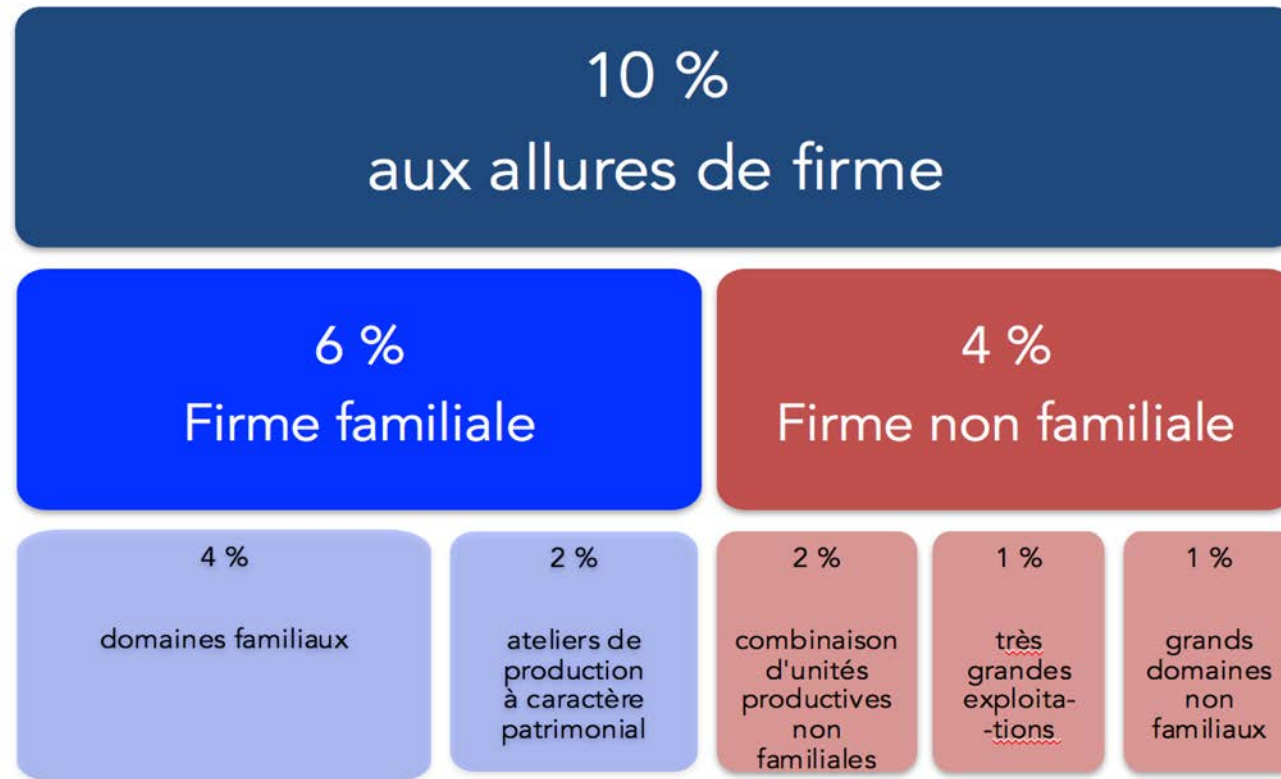 10 %
aux allures de firme
6 %
Firme familiale
4 %
Firme non familiale
4 %
domaines familiaux
2 %
ateliers de
production
à caractère
patrimonial
2 %
combinaison
d'unités
productives
non
familiales
1 %
très
grandes
exploita-
-tions
1 %
grands
domaines
non
familiaux